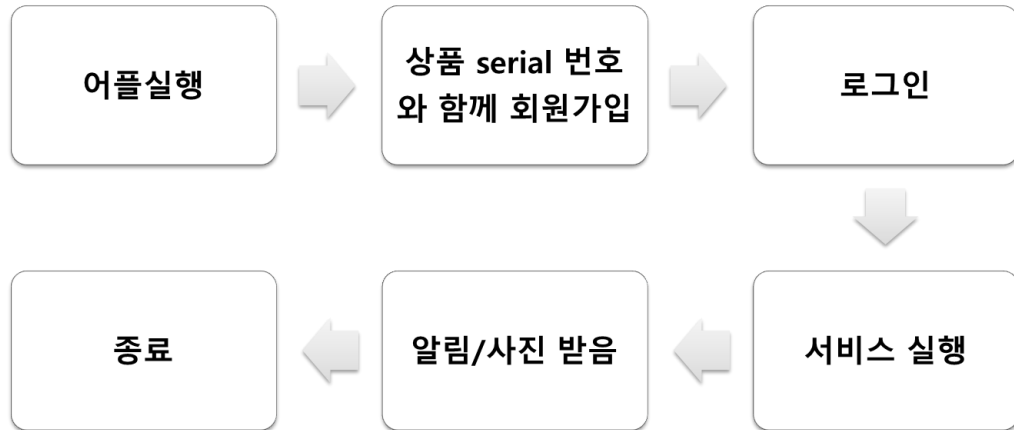 어플실행
상품 serial 번호
와 함께 회원가입
로그인
서비스 실행
알림/사진 받음
종료